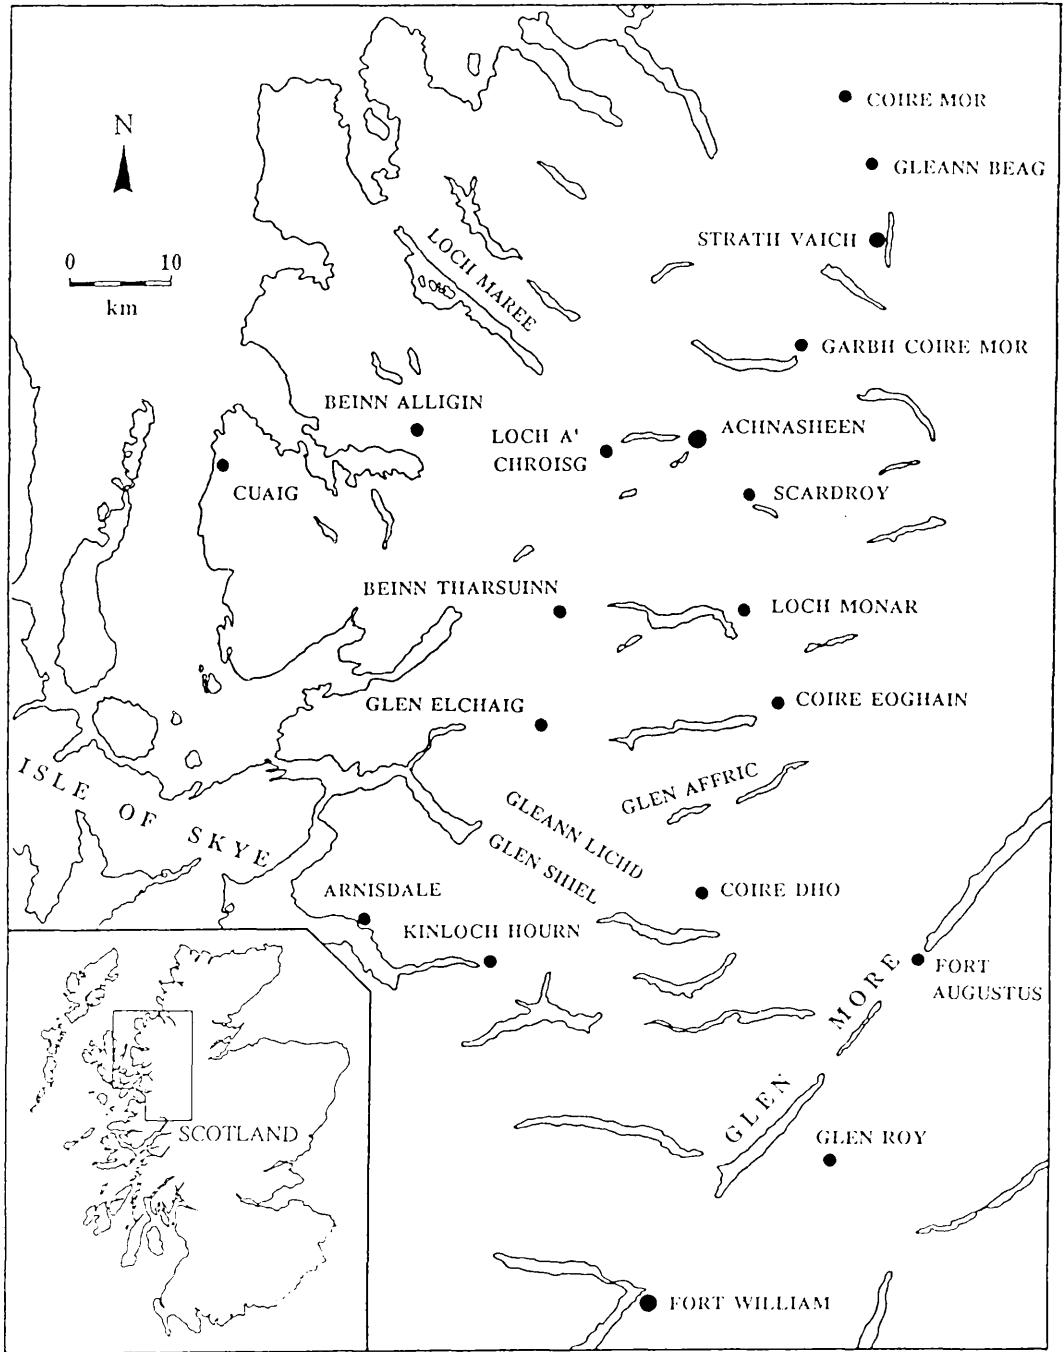 COIRE MOR
N
GLEANN BEAG
STRATH VAICH
LOCH MAREE
0 10
km
GARBH COIRE MOR
BEINN ALLIGIN
ACHNASHEEN
LOCH A'
CHROISG
CUAIG
SCARDROY
BEINN THARSUINN
LOCH MONAR
GLEN ELCHAIG
COIRE EOGHAIN
ISLE OF SKYE
GLEN AFFRIC
GLEANN LICHD
GLEN SHIEL
ARNISDALE
COIRE DHO
KINLOCH HOURN
FORT
AUGUSTUS
GLEN MORE
SCOTLAND
GLEN ROY
FORT WILLIAM